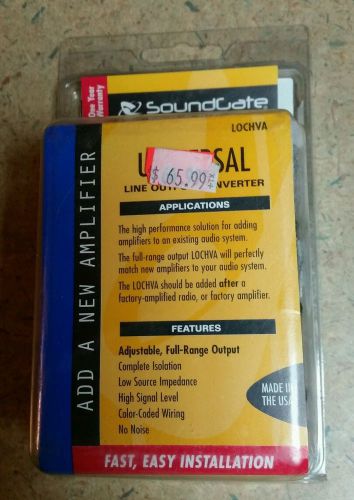 One Year
Warranty
SoundGate
LOCHVA
$ 65.99
LINE
APPLICATIONS
The high performance solution for adding
amplifiers to an existing audio system.
The full-range output LOCHVA will perfectly
match new amplifiers to your audio system.
The LOCHVA should be added after a
factory-amplified radio, or factory amplifier.
FEATURES
Adjustable, Full-Range Output
Complete Isolation
Low Source Impedance
High Signal Level
Color-Coded Wiring
No Noise
ADD A NEW AMPLIFIER
MADE IN
THE USA
FAST, EASY INSTALLATION